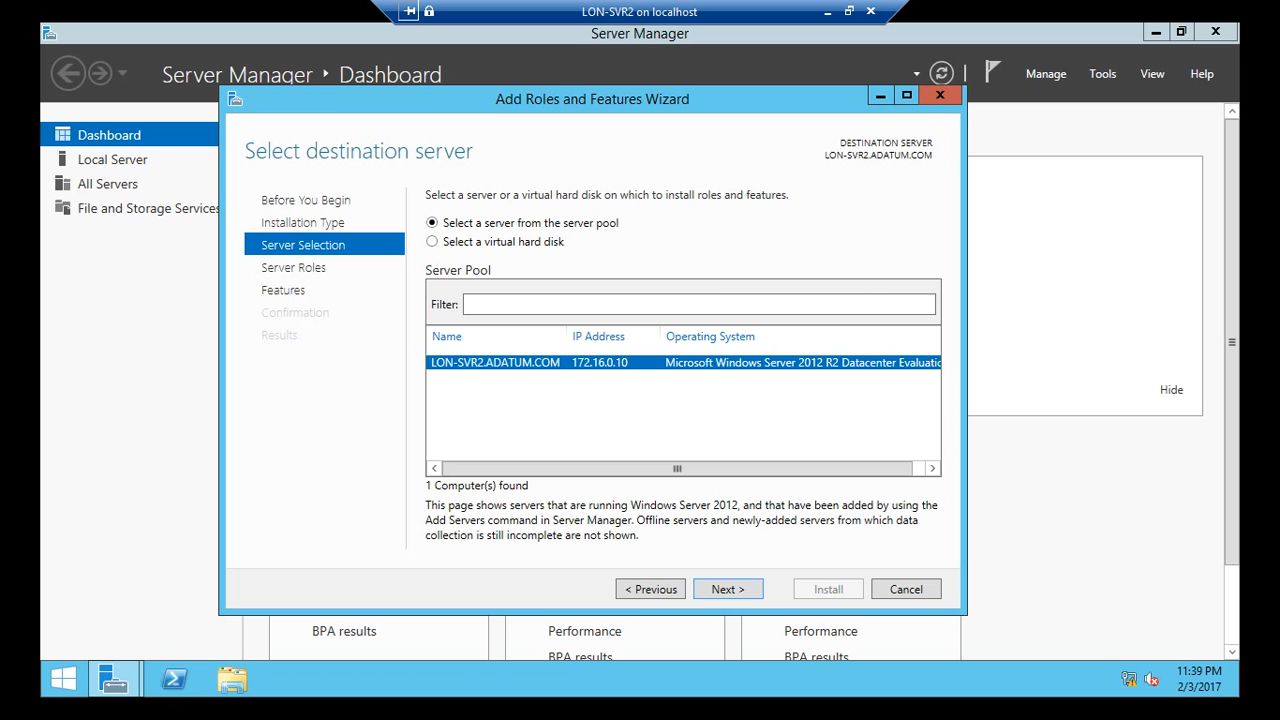 LON-SVR2 on localhost
Server Manager
Server Manager ‣ Dashboard
Manage Tools View Help
Add Roles and Features Wizard
Dashboard
Local Server
All Servers
File and Storage Services
Select destination server
DESTINATION SERVER
LON-SVR2.ADATUM.COM
Before You Begin
Installation Type
Server Selection
Server Roles
Features
Confirmation
Results
Select a server or a virtual hard disk on which to install roles and features.
Select a server from the server pool
Select a virtual hard disk
Server Pool
Filter:
Name IP Address Operating System
LON-SVR2.ADATUM.COM 172.16.0.10 Microsoft Windows Server 2012 R2 Datacenter Evaluatio
1 Computer(s) found
This page shows servers that are running Windows Server 2012, and that have been added by using the
Add Servers command in Server Manager. Offline servers and newly-added servers from which data
collection is still incomplete are not shown.
Hide
< Previous Next > Install Cancel
BPA results Performance Performance
BPA results BPA results
11:39 PM
2/3/2017